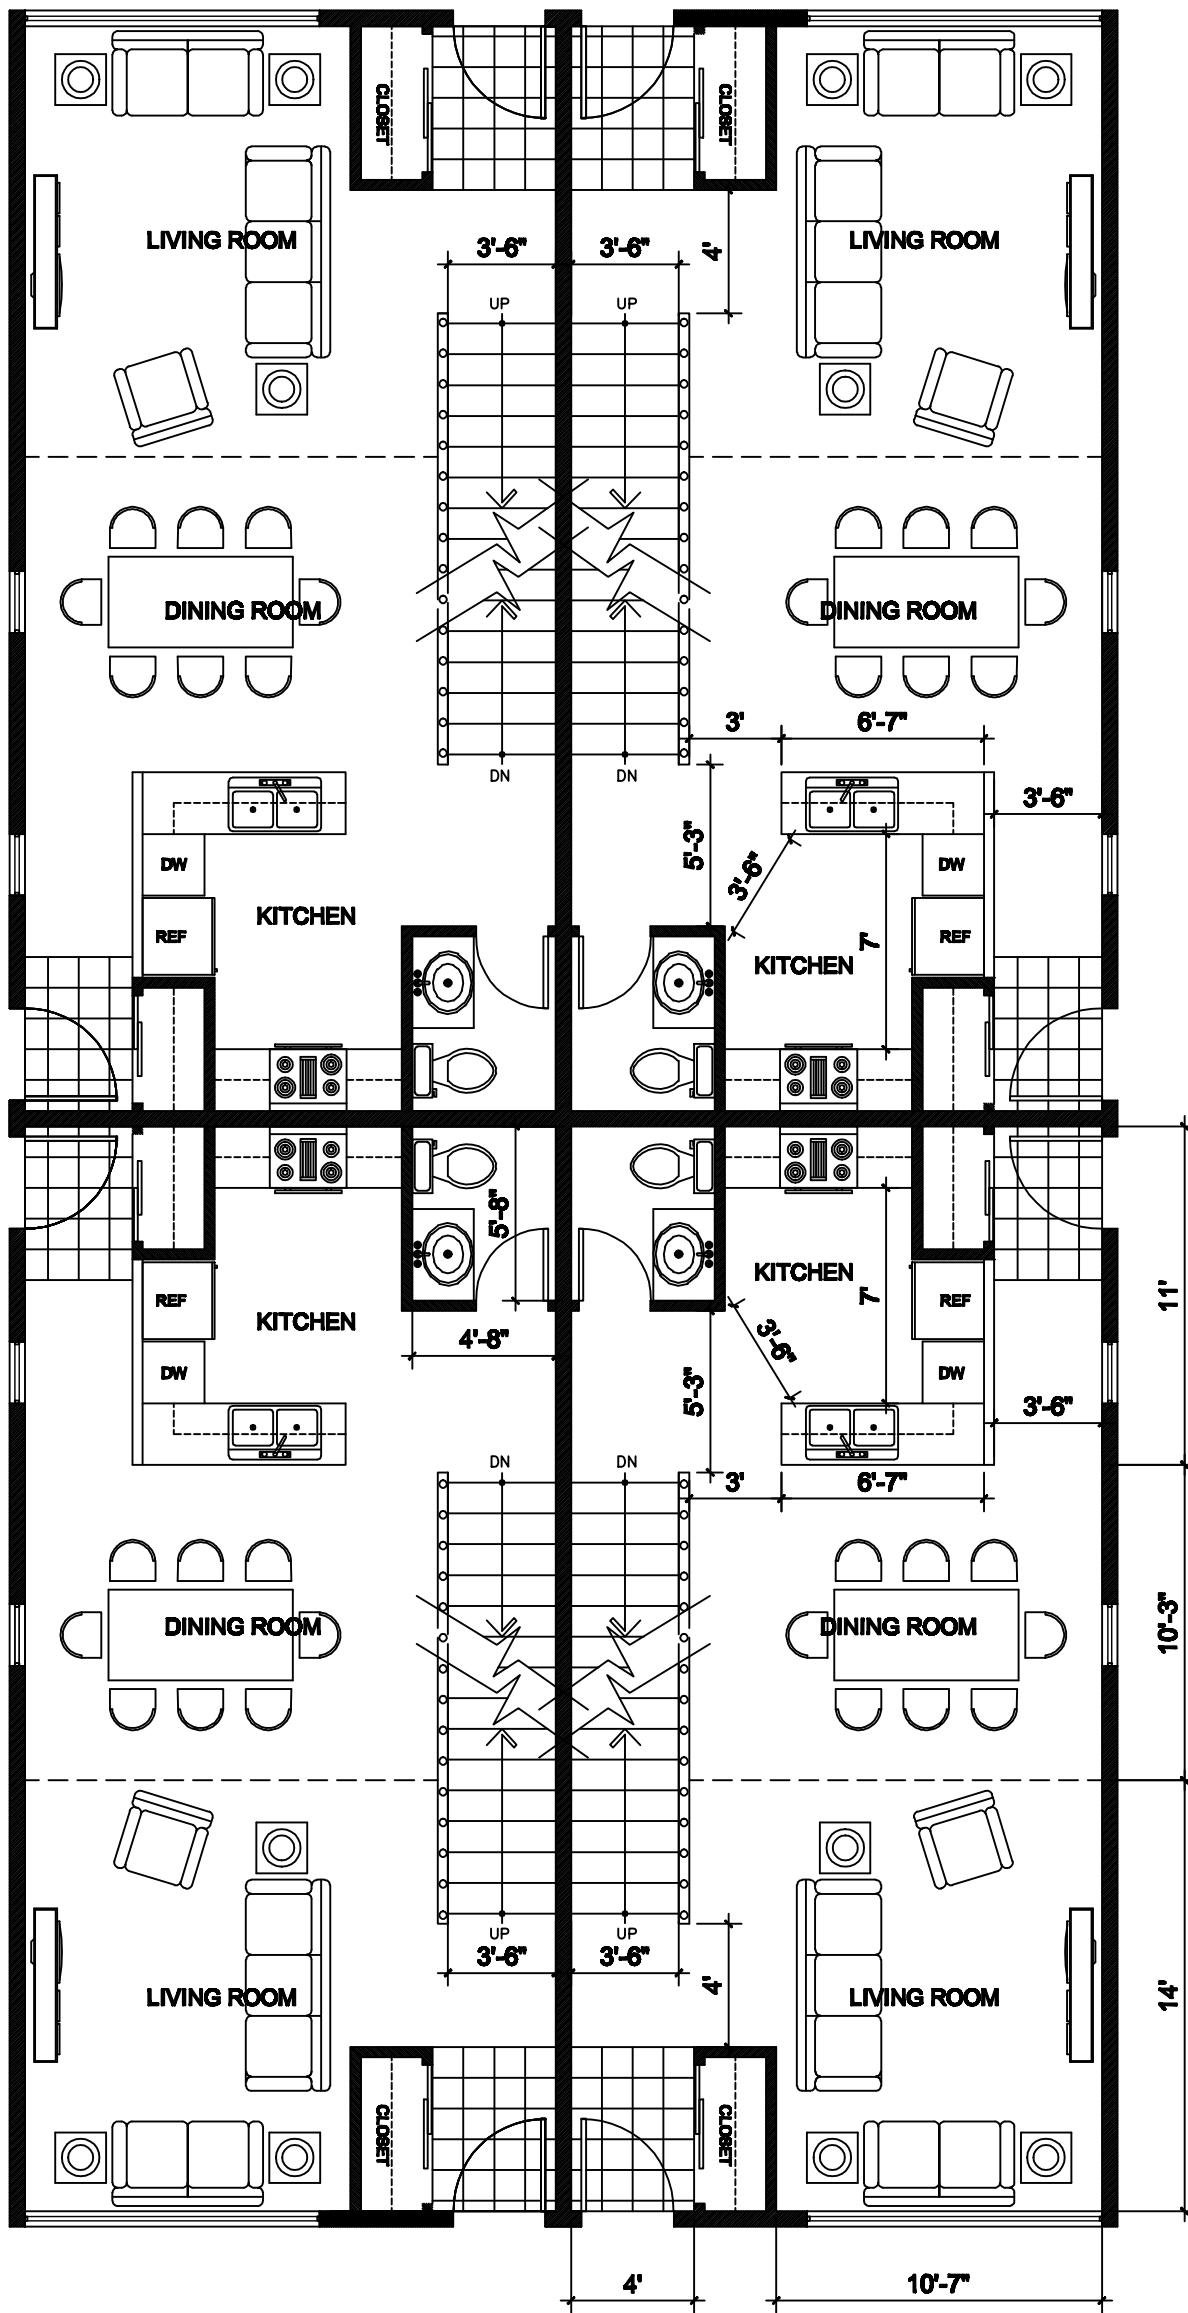 CLOSET
CLOSET
LIVING ROOM
3'-6"
3'-6"
4'
LIVING ROOM
UP
UP
DINING ROOM
DINING ROOM
3'
6'-7"
DN
DN
3'-6"
5'-3"
3'-6"
DW
DW
KITCHEN
REF
7'
REF
KITCHEN
5'-8"
KITCHEN
REF
7'
REF
11'
KITCHEN
4'-8"
3'-6"
DW
5'-3"
DW
3'-6"
DN
DN
3'
6'-7"
DINING ROOM
DINING ROOM
10'-3"
UP
UP
3'-6"
3'-6"
4'
LIVING ROOM
LIVING ROOM
14'
CLOSET
CLOSET
4'
10'-7"